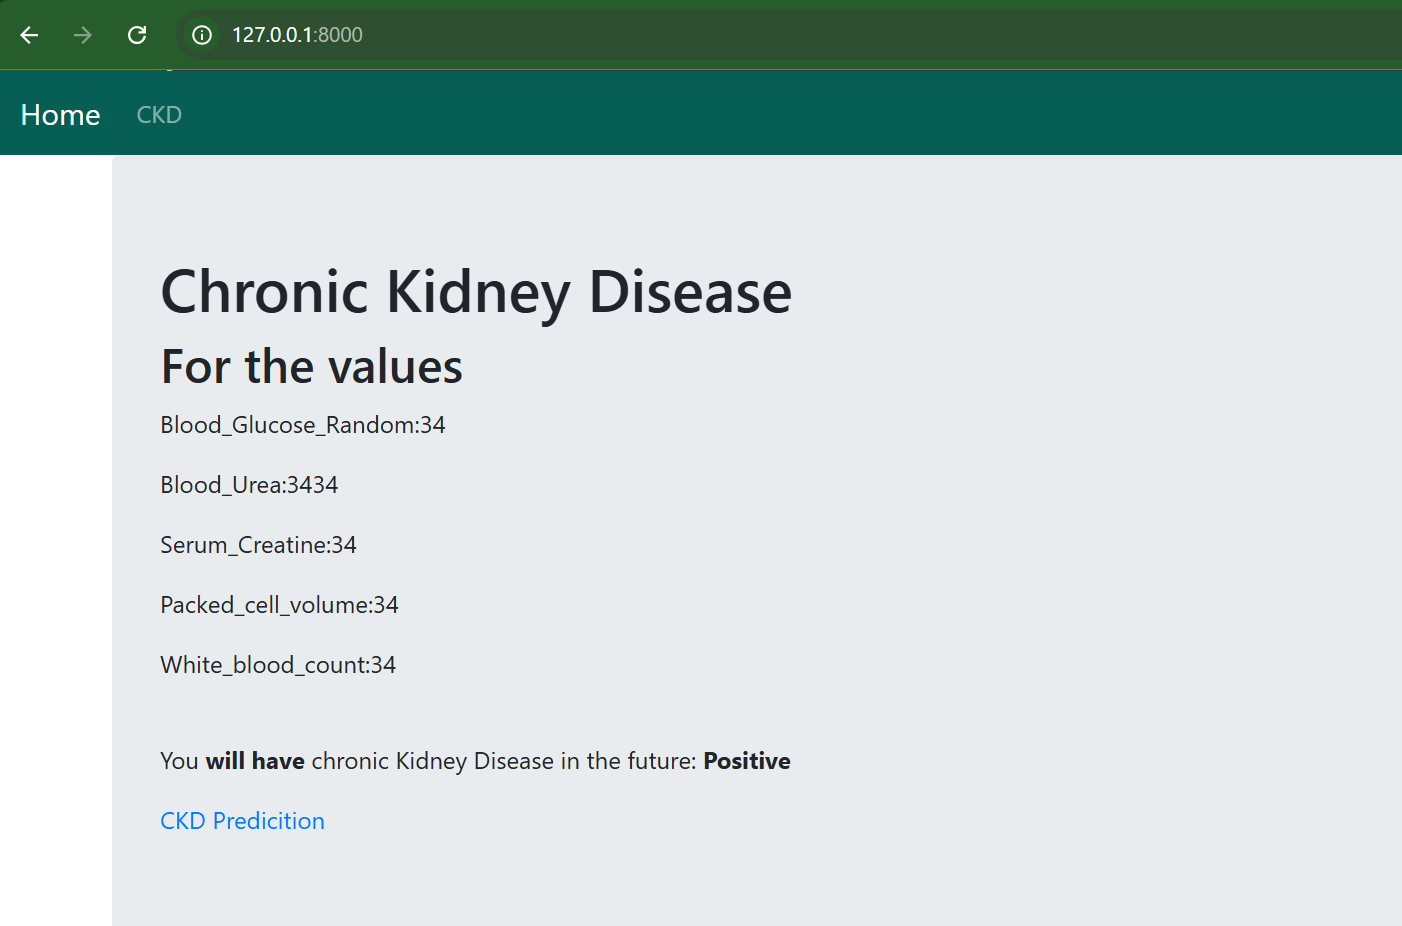 127.0.0.1:8000
Home CKD
Chronic Kidney Disease
For the values
Blood_Glucose_Random:34
Blood_Urea:3434
Serum_Creatine:34
Packed_cell_volume:34
White_blood_count:34
You will have chronic Kidney Disease in the future: Positive
CKD Predicition